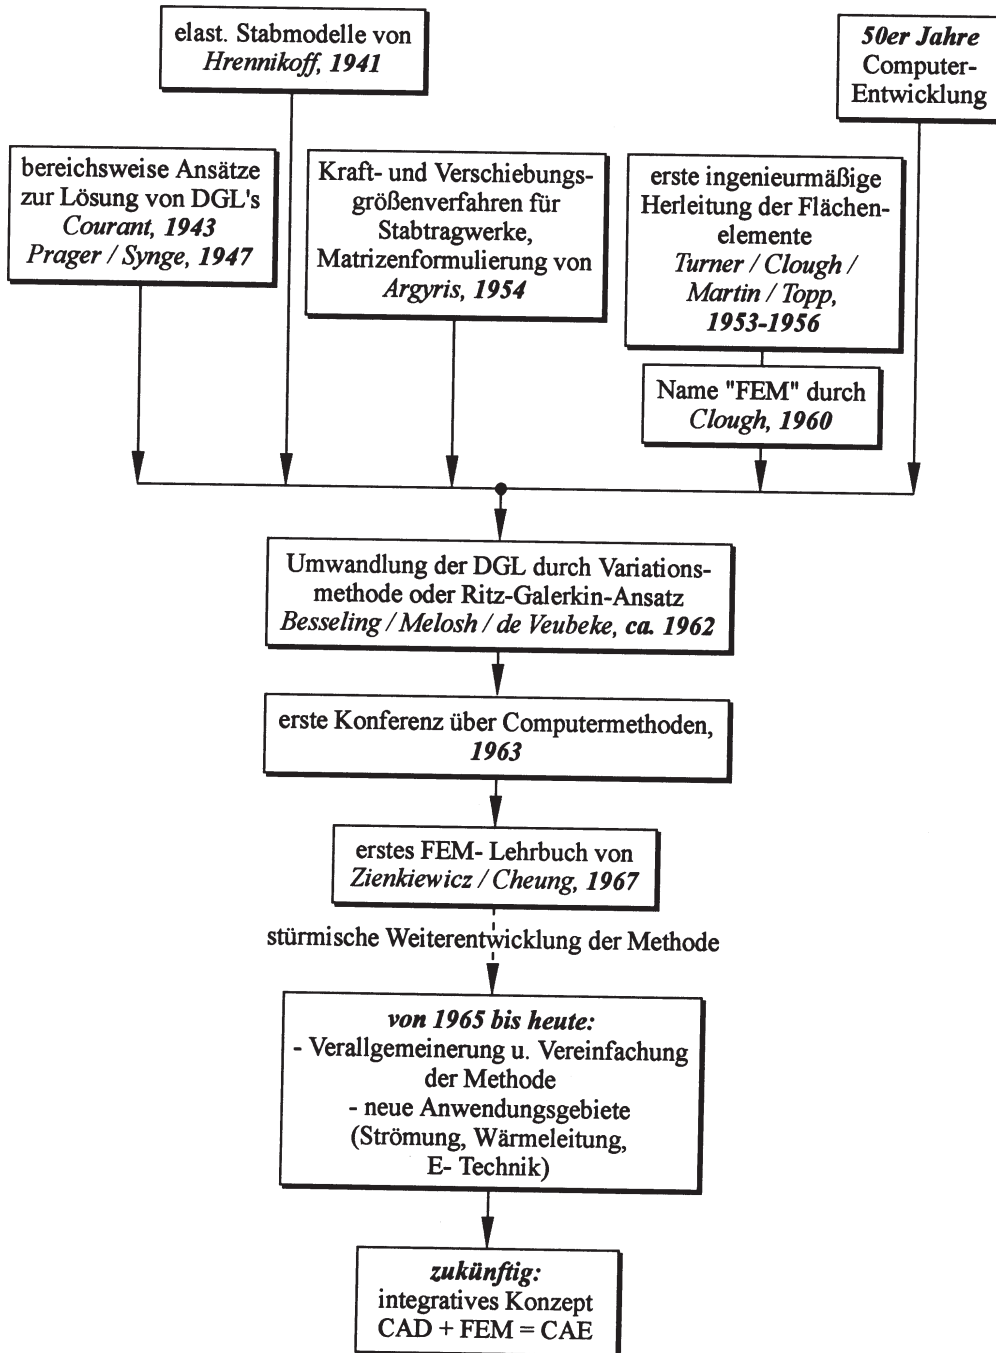 elast. Stabmodelle von
Hrennikoff, 1941
50er Jahre
Computer-
Entwicklung
bereichsweise Ansätze
zur Lösung von DGL's
Courant, 1943
Prager / Synge, 1947
Kraft- und Verschiebungs-
größenverfahren für
Stabtragwerke,
Matrizenformulierung von
Argyris, 1954
erste ingenieurmäßige
Herleitung der Flächen-
elemente
Turner / Clough /
Martin / Topp,
1953-1956
Name "FEM" durch
Clough, 1960
Umwandlung der DGL durch Variations-
methode oder Ritz-Galerkin-Ansatz
Besseling / Melosh / de Veubeke, ca. 1962
erste Konferenz über Computermethoden,
1963
erstes FEM- Lehrbuch von
Zienkiewicz / Cheung, 1967
stürmische Weiterentwicklung der Methode
von 1965 bis heute:
- Verallgemeinerung u. Vereinfachung
der Methode
- neue Anwendungsgebiete
(Strömung, Wärmeleitung,
E- Technik)
zukünftig:
integratives Konzept
CAD + FEM = CAE